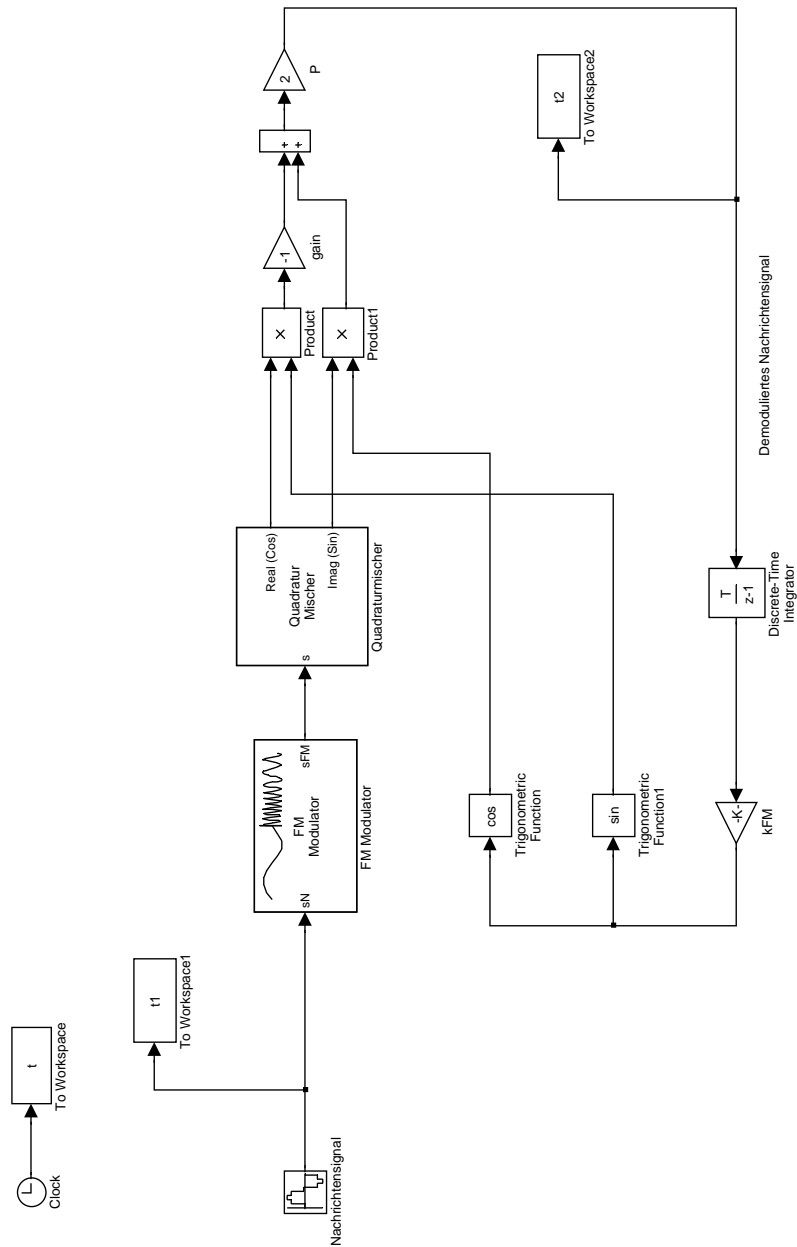 Clock
t
To Workspace
Nachrichtensignal
t1
To Workspace1
sN
FM
Modulator
sFM
FM Modulator
s
Quadratur
Mischer
Real (Cos)
Imag (Sin)
Quadraturmischer
×
Product
×
Product1
-1
gain
+
+
2
P
t2
To Workspace2
cos
Trigonometric
Function
sin
Trigonometric
Function1
-K-
kFM
T
z-1
Discrete-Time
Integrator
Demoduliertes Nachrichtensignal